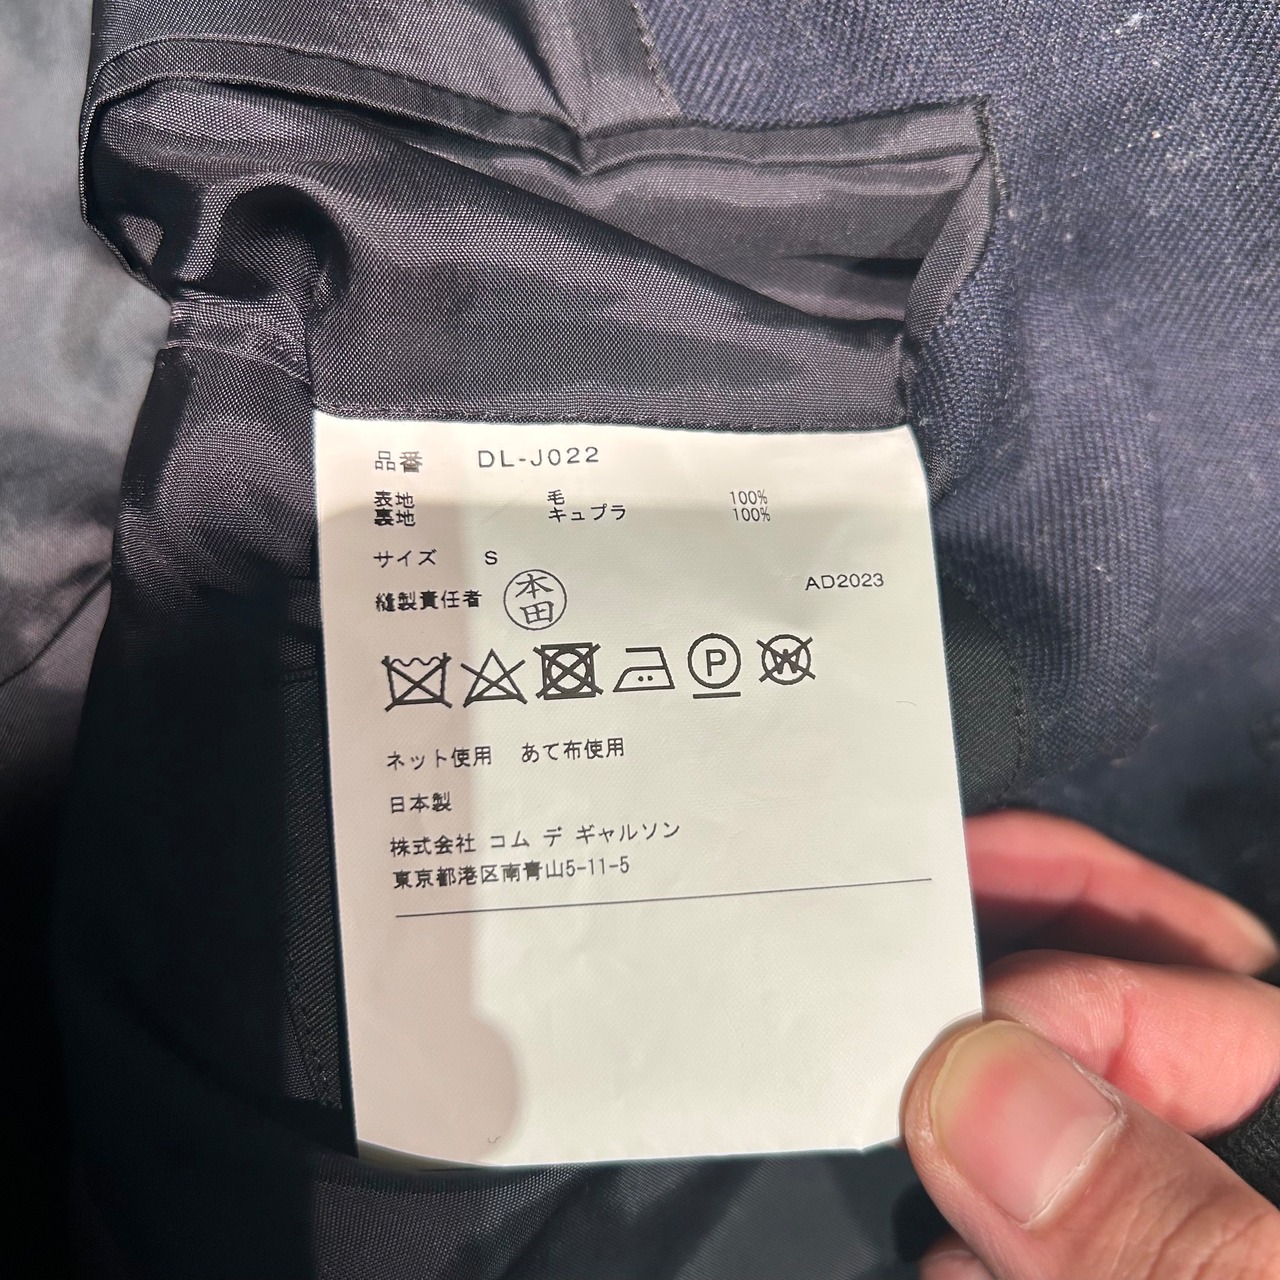 品番 DL-J022
表地 毛 100%
裏地 キュプラ 100%
サイズ S
縫製責任者 本田
AD2023
P W
ネット使用 あて布使用
日本製
株式会社 コム デ ギャルソン
東京都港区南青山5-11-5